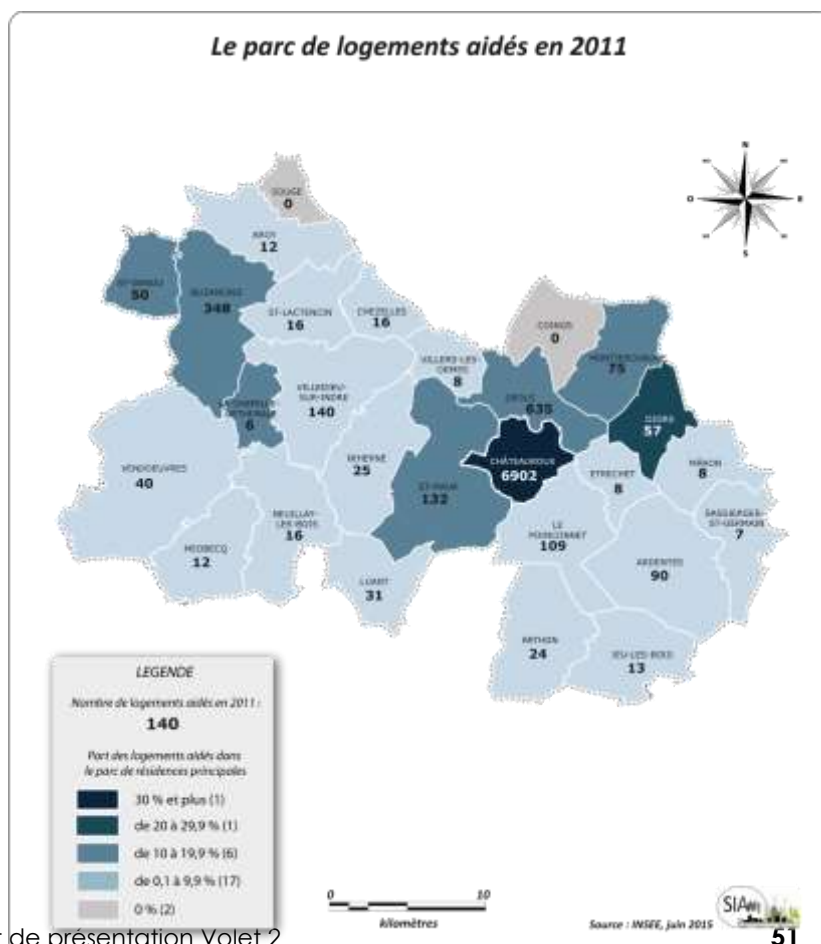 Le parc de logements aidés en 2011
N
O
E
S
SOUGE
0
ARGY
12
50
BUZANCAIS
348
ST-LACTENCIN
16
CHEZELLES
16
COINGS
0
VILLERS-LES-
ORMES
8
MONTIERCHAUME
75
DEOLS
635
DIORS
57
VILLEDIEU-
SUR-INDRE
140
6
CHÂTEAUROUX
6902
MÂRON
8
NIHERNE
25
ETRECHET
8
VENDOEUVRES
40
ST-MAUR
132
SASSIERGES-
ST-GERMAIN
7
NEUILLAY-
LES-BOIS
16
LE
POINCONNET
109
MEOBECQ
12
ARDENTES
90
LUANT
31
ARTHON
24
JEU-LES-BOIS
13
LEGENDE
Nombre de logements aidés en 2011 :
140
Part des logements aidés dans
le parc de résidences principales
30 % et plus (1)
de 20 à 29,9 % (1)
de 10 à 19,9 % (6)
de 0,1 à 9,9 % (17)
0 % (2)
0 10
kilomètres
Source : INSEE, juin 2015
SIAM
t de présentation Volet 2
51